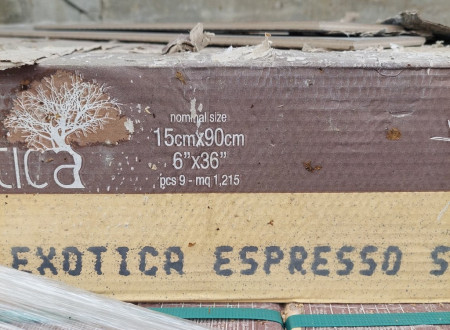 nominal size
15cmx90cm
6”x36”
pcs 9 - mq 1,215
tica
EXOTICA ESPRESSO S